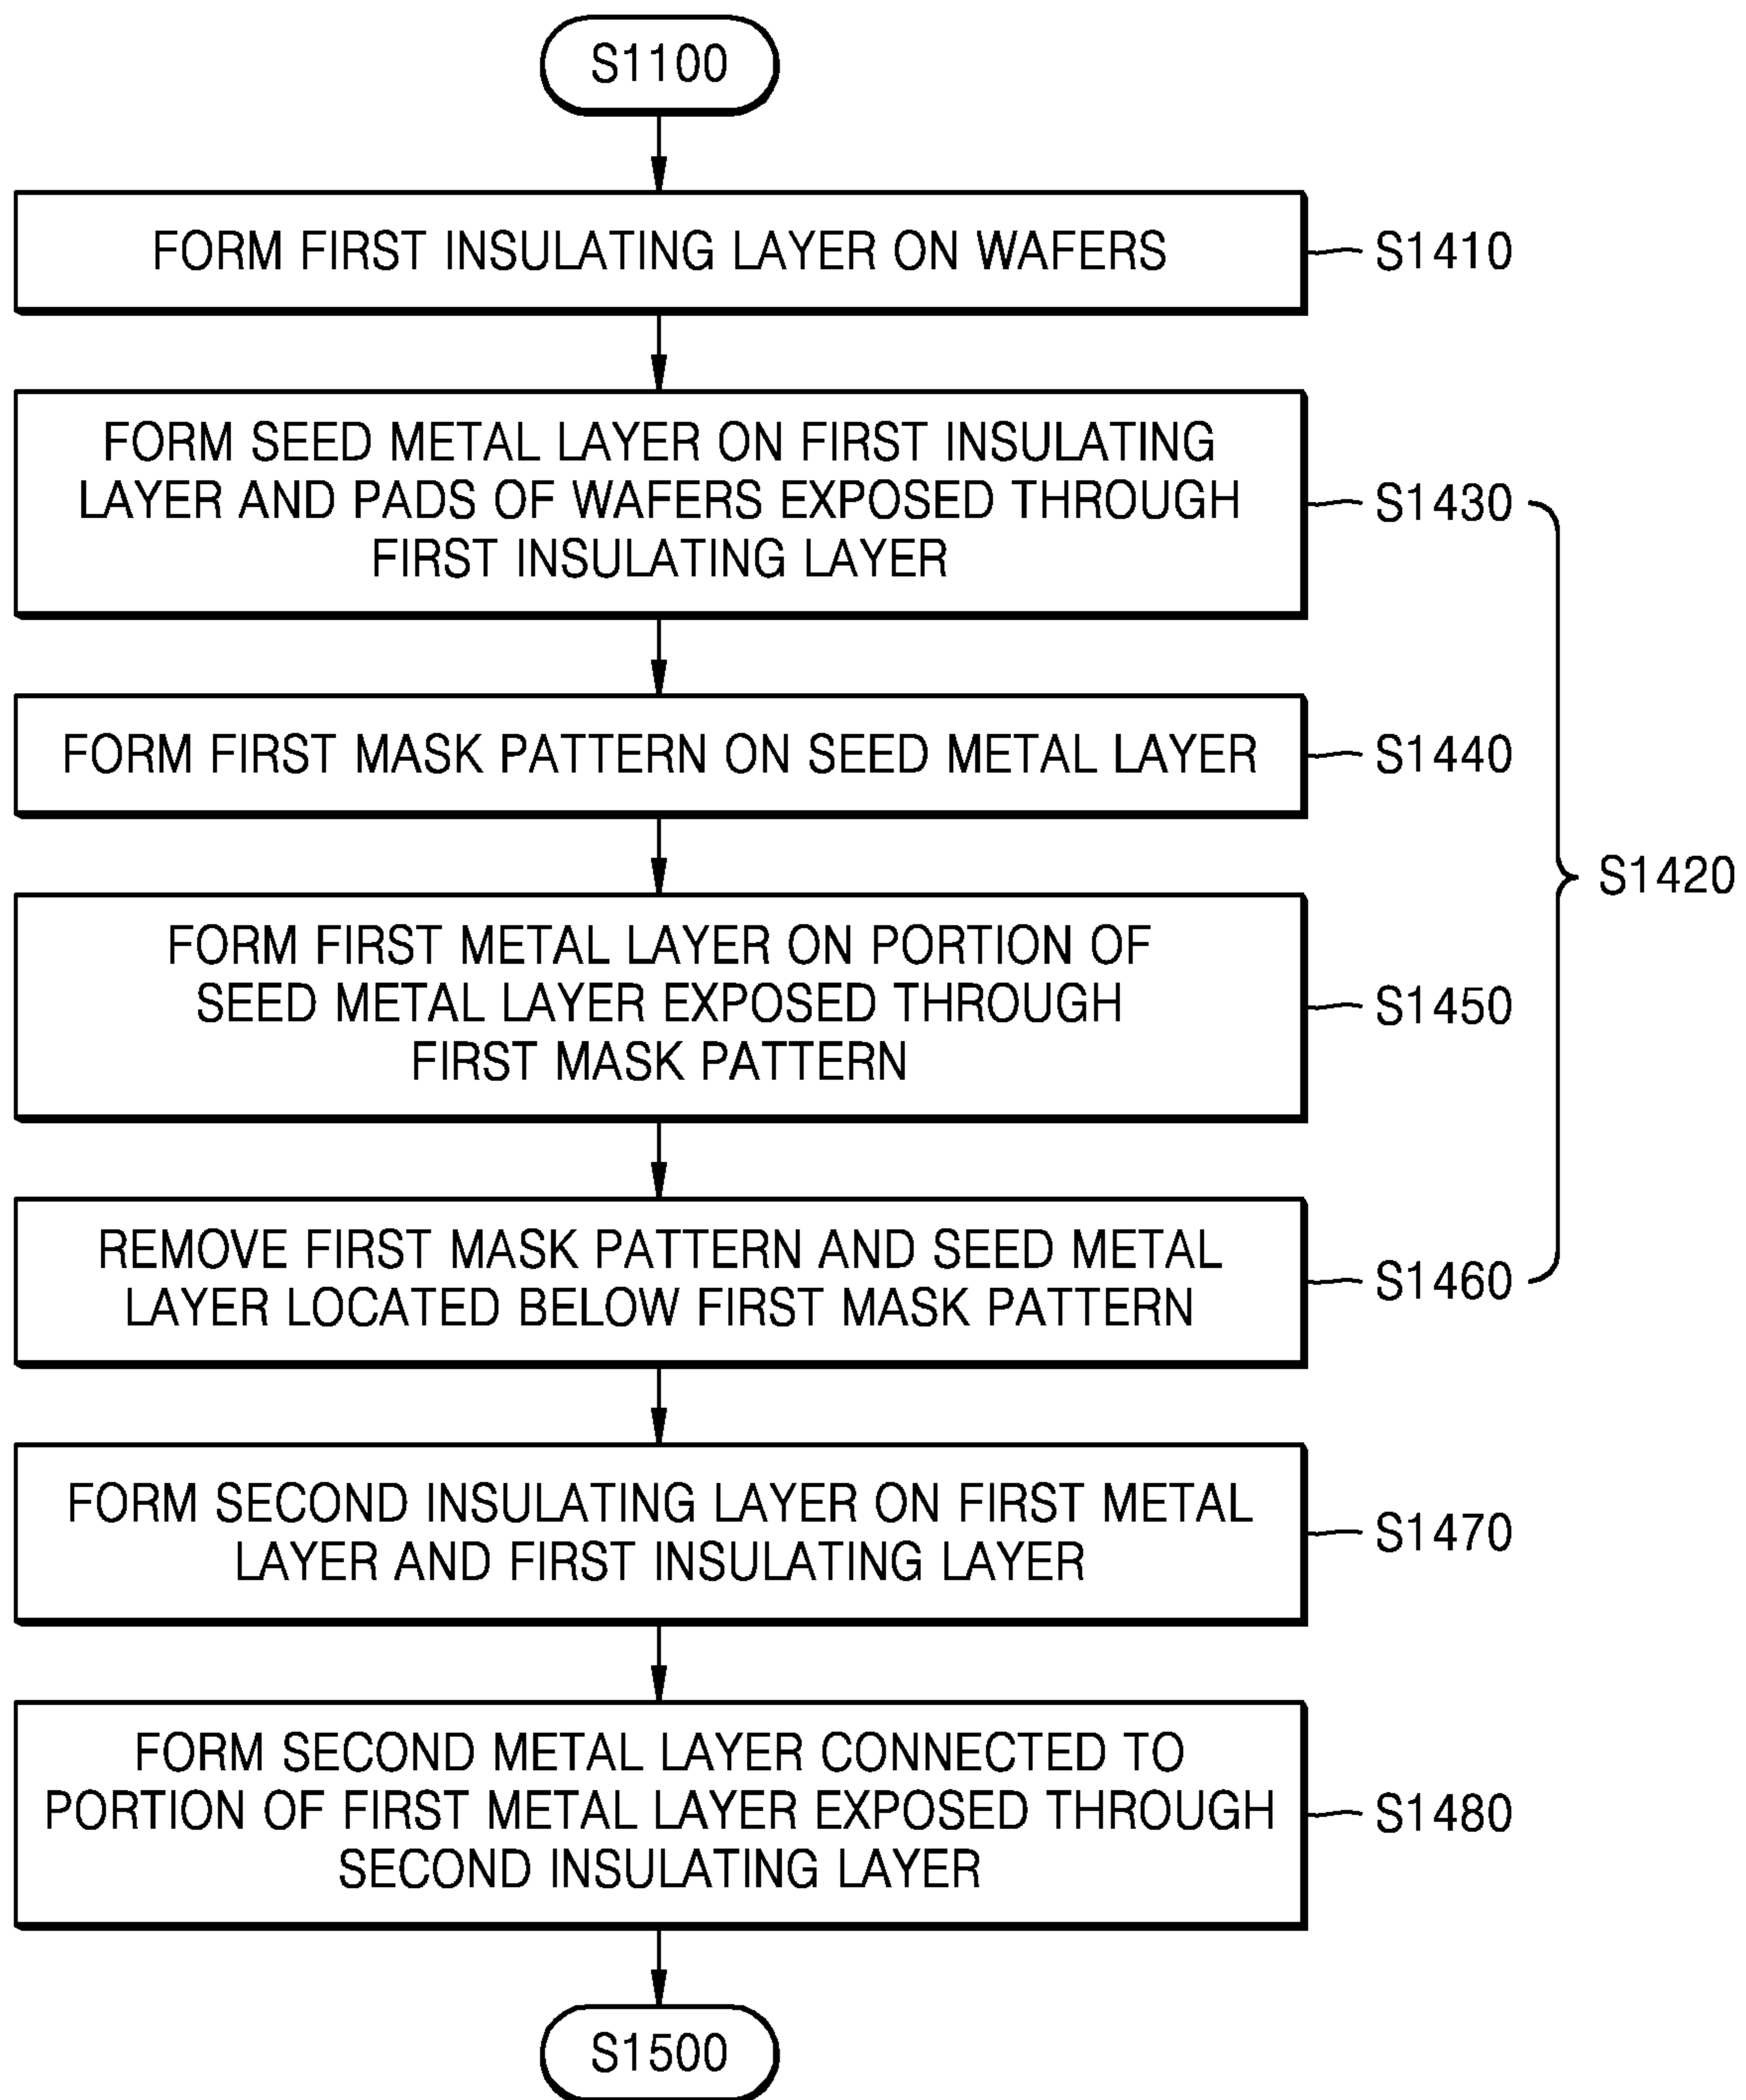 S1100
FORM FIRST INSULATING LAYER ON WAFERS
S1410
FORM SEED METAL LAYER ON FIRST INSULATING
LAYER AND PADS OF WAFERS EXPOSED THROUGH
FIRST INSULATING LAYER
S1430
FORM FIRST MASK PATTERN ON SEED METAL LAYER
S1440
S1420
FORM FIRST METAL LAYER ON PORTION OF
SEED METAL LAYER EXPOSED THROUGH
FIRST MASK PATTERN
S1450
REMOVE FIRST MASK PATTERN AND SEED METAL
LAYER LOCATED BELOW FIRST MASK PATTERN
S1460
FORM SECOND INSULATING LAYER ON FIRST METAL
LAYER AND FIRST INSULATING LAYER
S1470
FORM SECOND METAL LAYER CONNECTED TO
PORTION OF FIRST METAL LAYER EXPOSED THROUGH
SECOND INSULATING LAYER
S1480
S1500